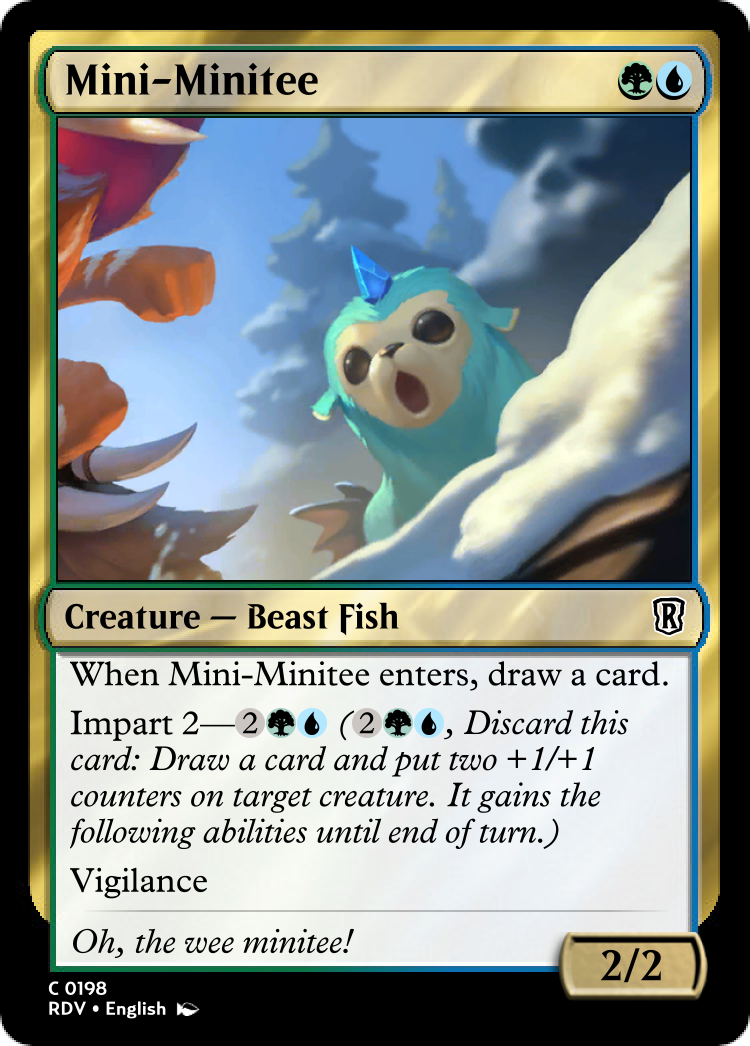 Mini-Minitee
Creature — Beast Fish
R
When Mini-Minitee enters, draw a card.
Impart 2—2 (2, Discard this
card: Draw a card and put two +1/+1
counters on target creature. It gains the
following abilities until end of turn.)
Vigilance
Oh, the wee minitee!
2/2
C 0198
RDV • English